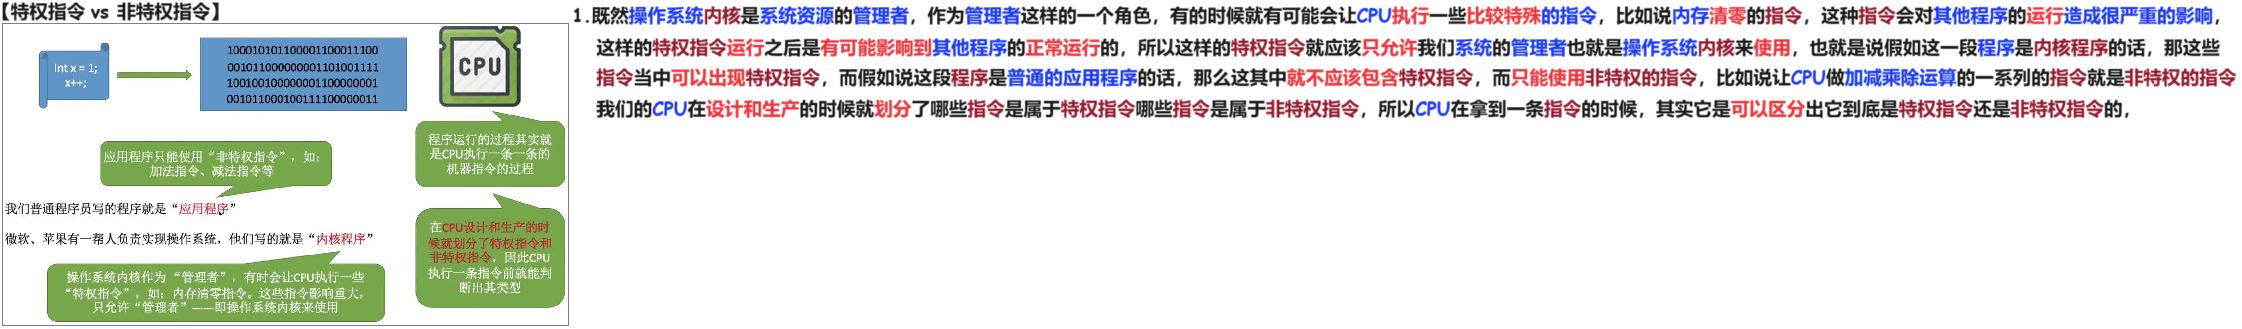 【特权指令 vs 非特权指令】
Int x = 1;
x++;
100010101100001100011100
001011000000001101001111
100100100000001100000001
001011000100111100000011
CPU
程序运行的过程其实就
是CPU执行一条一条的
机器指令的过程
应用程序只能使用“非特权指令”，如：
加法指令、减法指令等
我们普通程序员写的程序就是“应用程序”
微软、苹果有一帮人负责实现操作系统，他们写的就是“内核程序”
在CPU设计和生产的时
候就划分了特权指令和
非特权指令，因此CPU
执行一条指令前就能判
断出其类型
操作系统内核作为“管理者”，有时会让CPU执行一些
“特权指令”，如：内存清零指令。这些指令影响重大，
只允许“管理者”——即操作系统内核来使用
1.既然操作系统内核是系统资源的管理者，作为管理者这样的一个角色，有的时候就有可能会让CPU执行一些比较特殊的指令，比如说内存清零的指令，这种指令会对其他程序的运行造成很严重的影响，
这样的特权指令运行之后是有可能影响到其他程序的正常运行的，所以这样的特权指令就应该只允许我们系统的管理者也就是操作系统内核来使用，也就是说假如这一段程序是内核程序的话，那这些
指令当中可以出现特权指令，而假如说这段程序是普通的应用程序的话，那么这其中就不应该包含特权指令，而只能使用非特权的指令，比如说让CPU做加减乘除运算的一系列的指令就是非特权的指令
我们的CPU在设计和生产的时候就划分了哪些指令是属于特权指令哪些指令是属于非特权指令，所以CPU在拿到一条指令的时候，其实它是可以区分出它到底是特权指令还是非特权指令的，